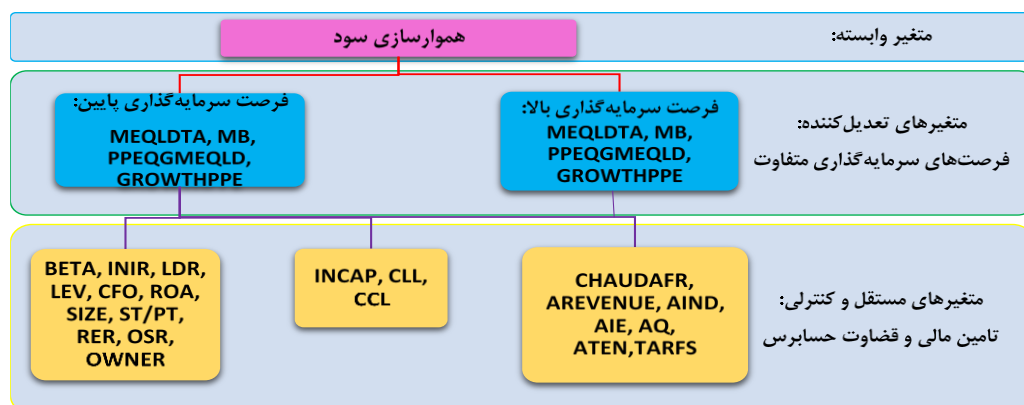 متغیر وابسته:
هموارسازی سود
متغیرهای تعدیل‌کننده:
فرصت‌های سرمایه‌گذاری متفاوت
فرصت سرمایه‌گذاری بالا:
MEQLDTA, MB,
PPEQGMEQLD,
GROWTHPPE
فرصت سرمایه‌گذاری پایین:
MEQLDTA, MB,
PPEQGMEQLD,
GROWTHPPE
متغیرهای مستقل و کنترلی:
تامین مالی و قضاوت حسابرس
CHAUDAFR,
AREVENUE, AIND,
AIE, AQ,
ATEN,TARFS
INCAP, CLL,
CCL
BETA, INIR, LDR,
LEV, CFO, ROA,
SIZE, ST/PT,
RER, OSR,
OWNER